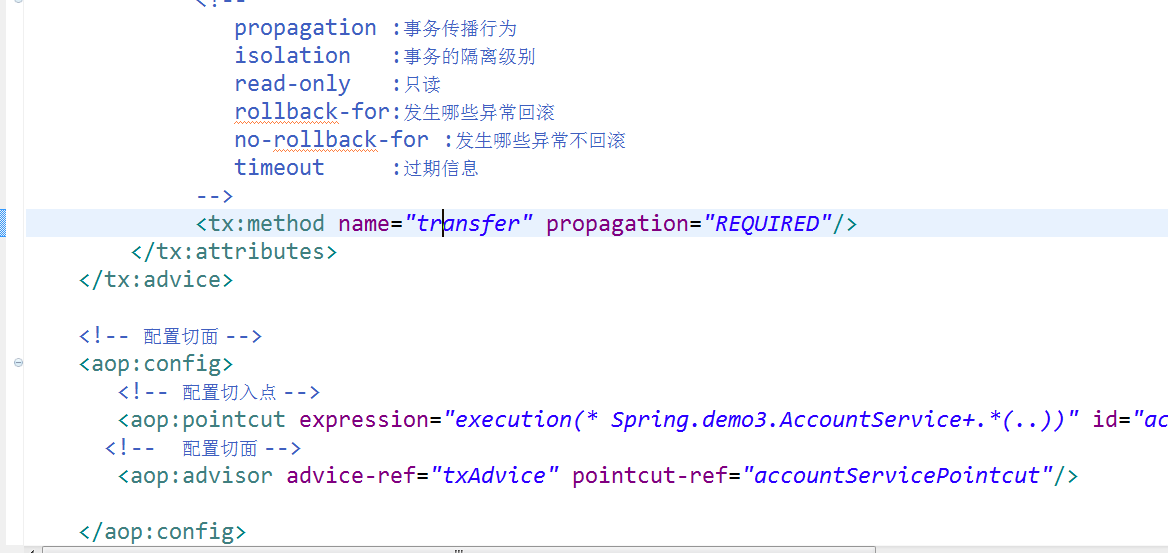 <!--
propagation :事务传播行为
isolation :事务的隔离级别
read-only :只读
rollback-for:发生哪些异常回滚
no-rollback-for :发生哪些异常不回滚
timeout :过期信息
-->
<tx:method name="transfer" propagation="REQUIRED"/>
</tx:attributes>
</tx:advice>
<!-- 配置切面 -->
<aop:config>
<!-- 配置切入点 -->
<aop:pointcut expression="execution(* Spring.demo3.AccountService+.*(..))" id="ac
<!-- 配置切面 -->
<aop:advisor advice-ref="txAdvice" pointcut-ref="accountServicePointcut"/>
</aop:config>